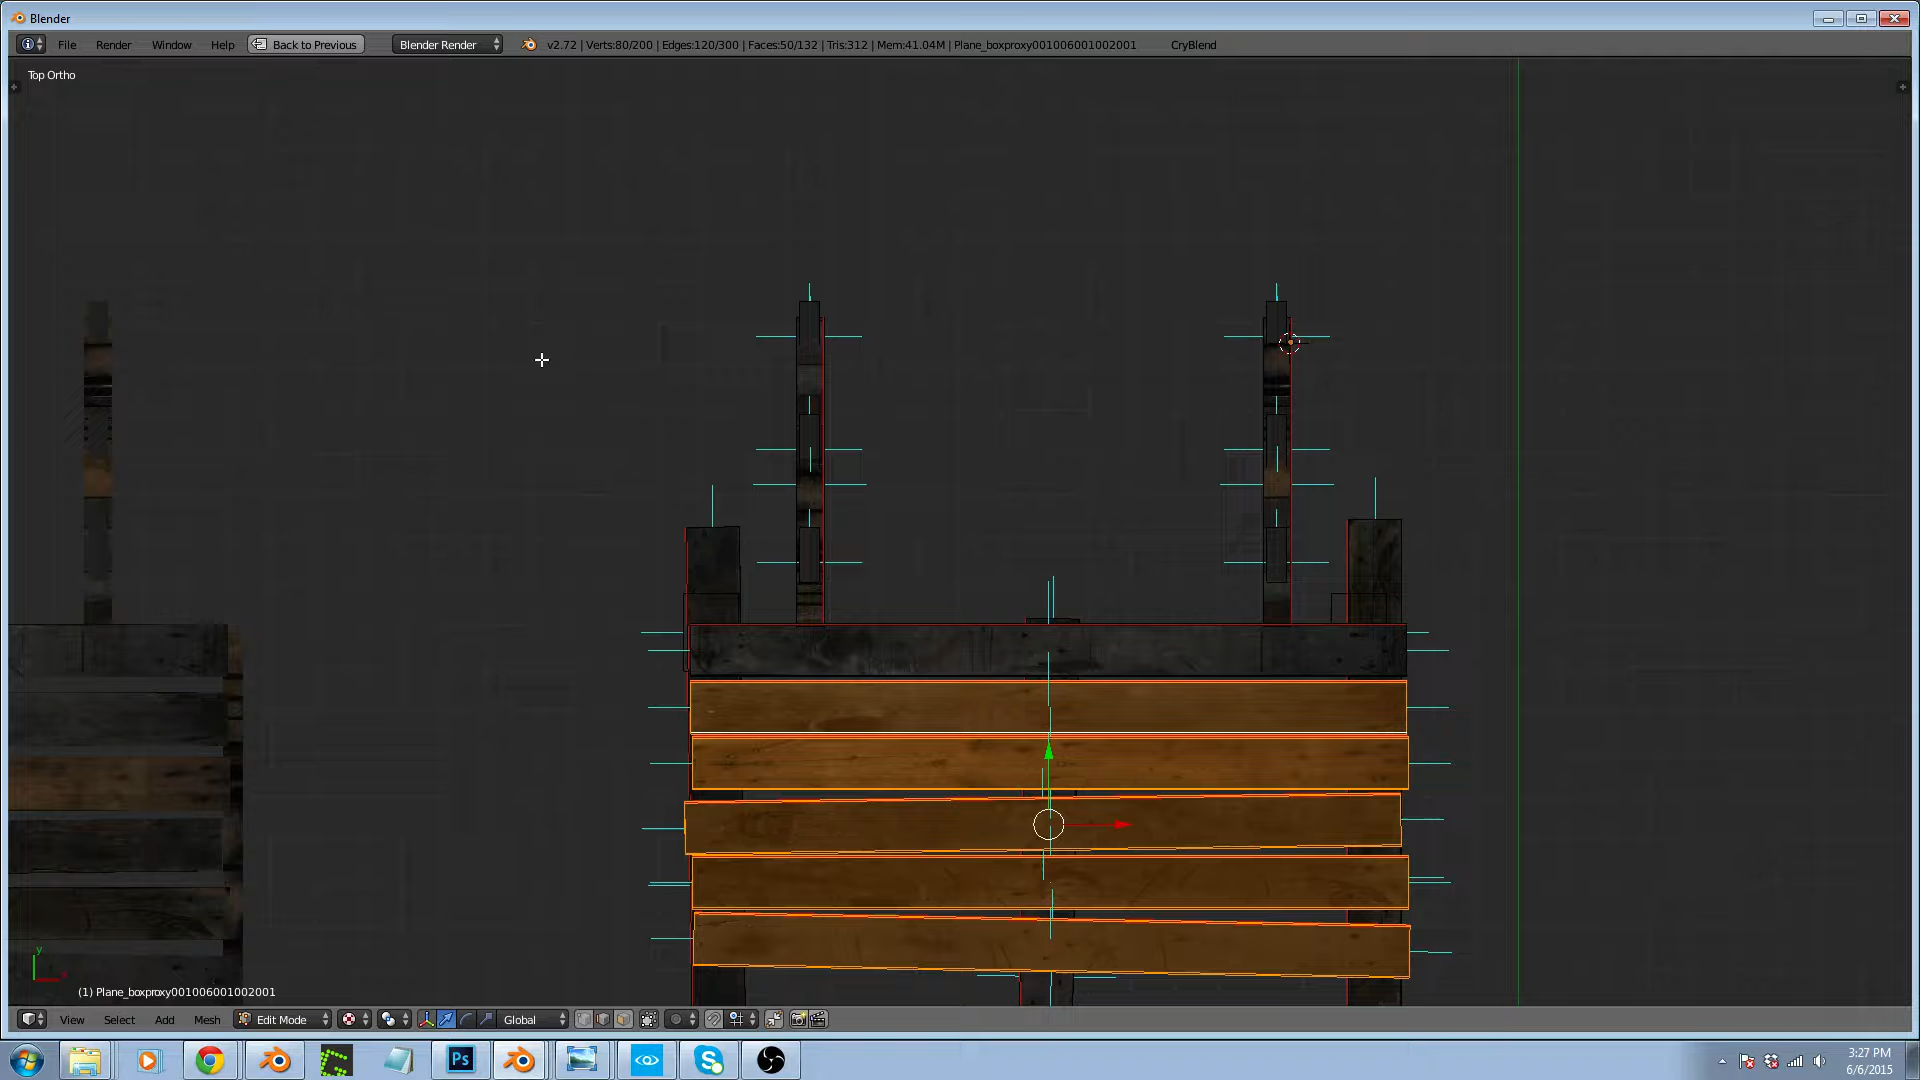 Blender
File Render Window Help Back to Previous Blender Render v2.72 | Verts:80/200 | Edges:120/300 | Faces:50/132 | Tris:312 | Mem:41.04M | Plane_boxproxy001006001002001 CryBlend
Top Ortho
y
x
(1) Plane_boxproxy001006001002001
View Select Add Mesh Edit Mode Global
Ps
3:27 PM
6/6/2015